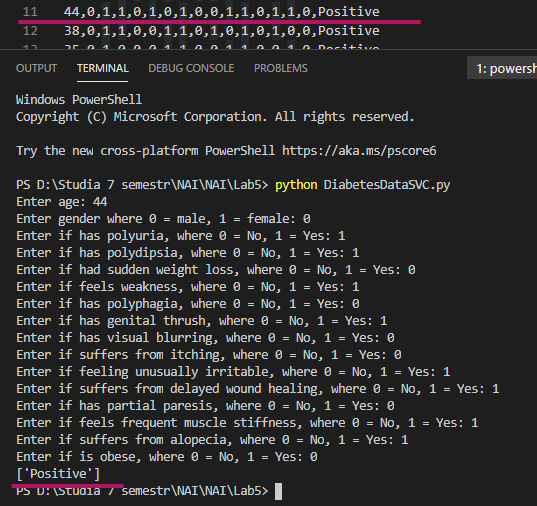 11 44,0,1,1,0,1,0,1,0,0,1,1,0,1,1,0,Positive
12 38,0,1,1,0,0,1,1,0,1,0,1,0,1,0,0,Positive
OUTPUT TERMINAL DEBUG CONSOLE PROBLEMS 1: powersh
Windows PowerShell
Copyright (C) Microsoft Corporation. All rights reserved.
Try the new cross-platform PowerShell https://aka.ms/pscore6
PS D:\Studia 7 semestr\NAI\NAI\Lab5> python DiabetesDataSVC.py
Enter age: 44
Enter gender where 0 = male, 1 = female: 0
Enter if has polyuria, where 0 = No, 1 = Yes: 1
Enter if has polydipsia, where 0 = No, 1 = Yes: 1
Enter if had sudden weight loss, where 0 = No, 1 = Yes: 0
Enter if feels weakness, where 0 = No, 1 = Yes: 1
Enter if has polyphagia, where 0 = No, 1 = Yes: 0
Enter if has genital thrush, where 0 = No, 1 = Yes: 1
Enter if has visual blurring, where 0 = No, 1 = Yes: 0
Enter if suffers from itching, where 0 = No, 1 = Yes: 0
Enter if feeling unusually irritable, where 0 = No, 1 = Yes: 1
Enter if suffers from delayed wound healing, where 0 = No, 1 = Yes: 1
Enter if has partial paresis, where 0 = No, 1 = Yes: 0
Enter if feels frequent muscle stiffness, where 0 = No, 1 = Yes: 1
Enter if suffers from alopecia, where 0 = No, 1 = Yes: 1
Enter if is obese, where 0 = No, 1 = Yes: 0
['Positive']
PS D:\Studia 7 semestr\NAI\NAI\Lab5>